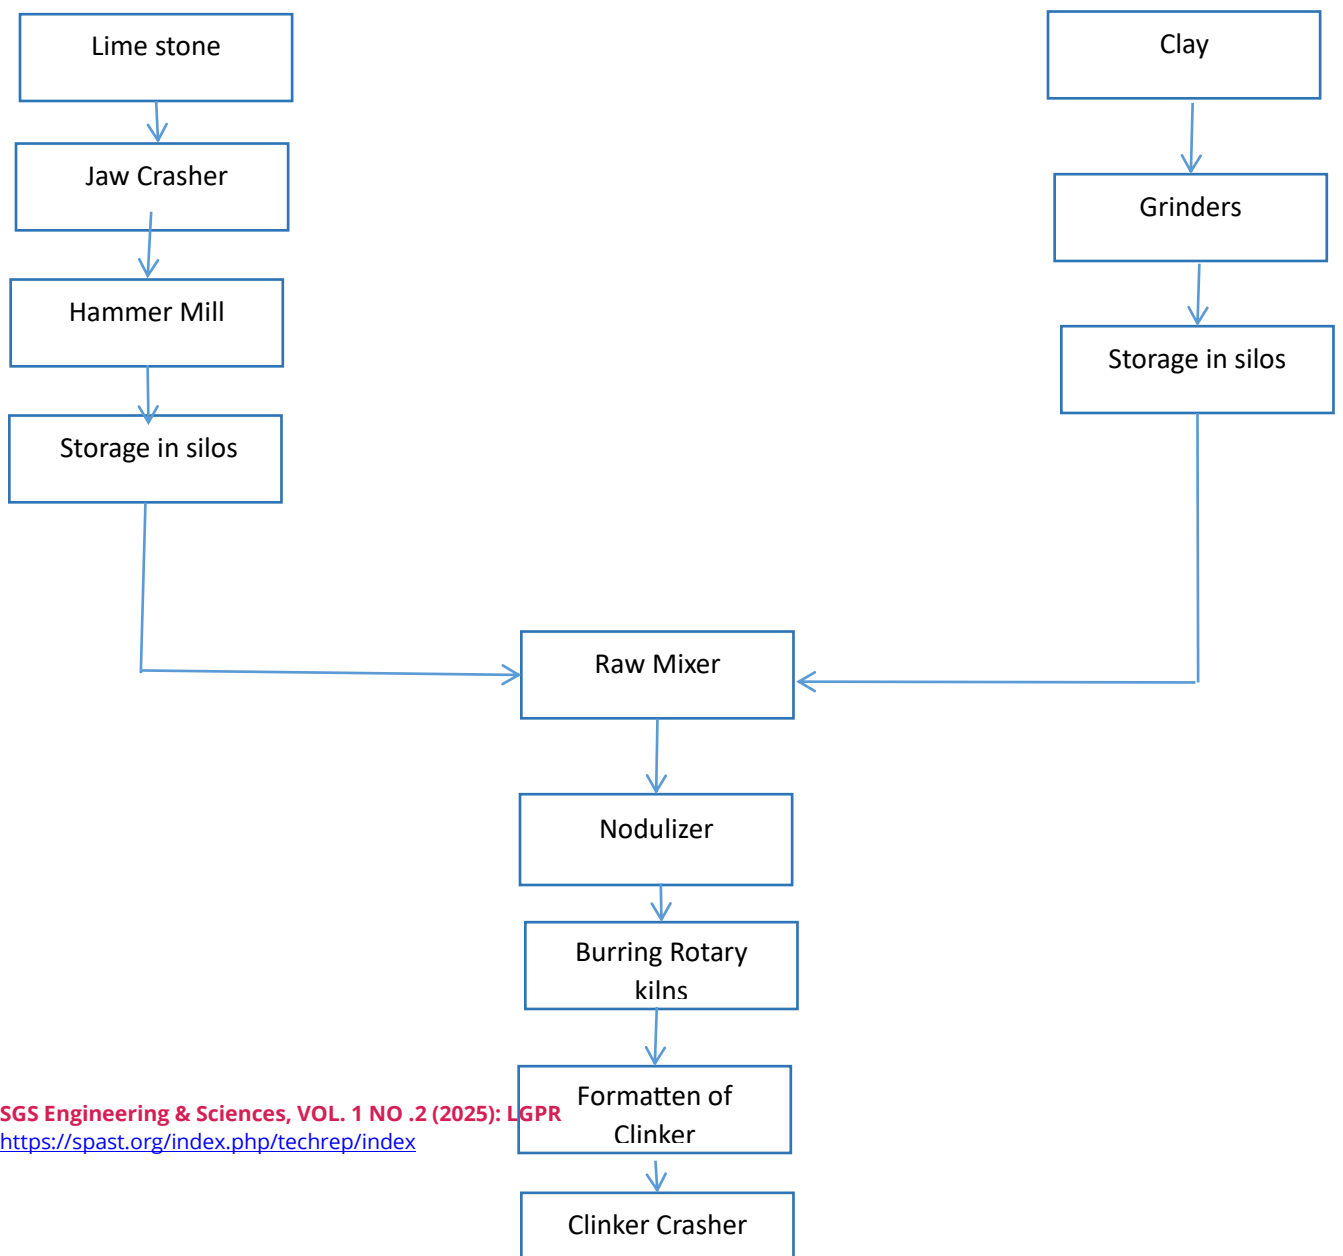 Lime stone
Clay
Jaw Crasher
Grinders
Hammer Mill
Storage in silos
Storage in silos
Raw Mixer
Nodulizer
Burring Rotary
kilns
Formatten of
Clinker
SGS Engineering & Sciences, VOL. 1 NO .2 (2025): LGPR
https://spast.org/index.php/techrep/index
Clinker Crasher